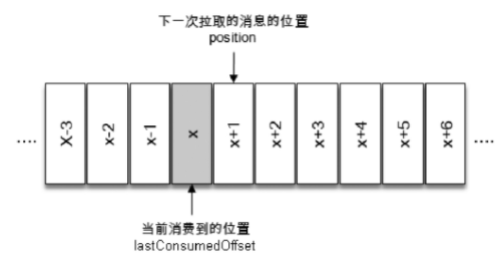 下一次拉取的消息的位置
position
.... X-3 x-2 x-1 x x+1 x+2 x+3 x+4 x+5 x+6 ....
当前消费到的位置
lastConsumedOffset